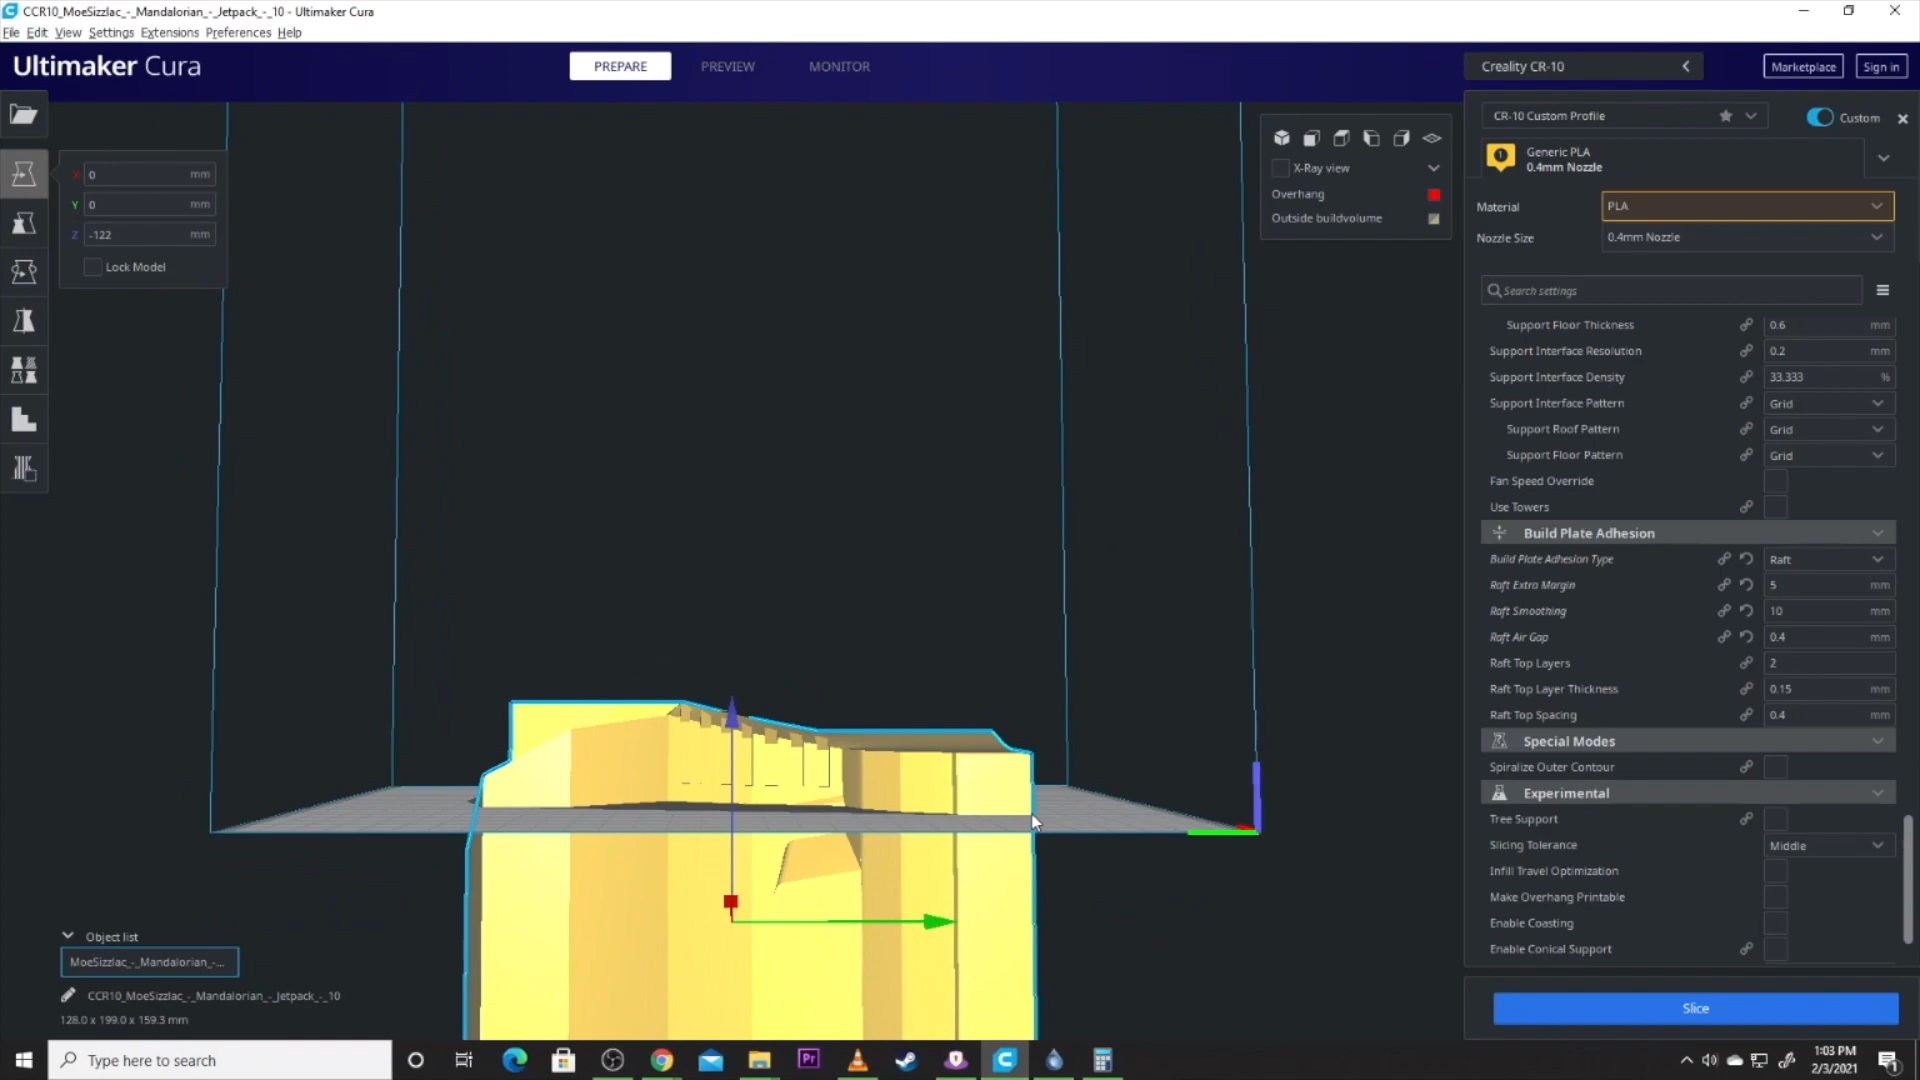 CCR10_MoeSizzlac_-_Mandalorian_-_Jetpack_-_10 - Ultimaker Cura
File Edit View Settings Extensions Preferences Help
Ultimaker Cura
PREPARE
PREVIEW
MONITOR
Creality CR-10
Marketplace
Sign in
X 0 mm
Y 0 mm
Z -122 mm
Lock Model
X-Ray view
Overhang
Outside buildvolume
CR-10 Custom Profile
Custom
1
Generic PLA
0.4mm Nozzle
Material PLA
Nozzle Size 0.4mm Nozzle
Search settings
Support Floor Thickness 0.6 mm
Support Interface Resolution 0.2 mm
Support Interface Density 33.333 %
Support Interface Pattern Grid
Support Roof Pattern Grid
Support Floor Pattern Grid
Fan Speed Override
Use Towers
Build Plate Adhesion
Build Plate Adhesion Type Raft
Raft Extra Margin 5 mm
Raft Smoothing 10 mm
Raft Air Gap 0.4 mm
Raft Top Layers 2
Raft Top Layer Thickness 0.15 mm
Raft Top Spacing 0.4 mm
Special Modes
Spiralize Outer Contour
Experimental
Tree Support
Slicing Tolerance Middle
Infill Travel Optimization
Make Overhang Printable
Enable Coasting
Enable Conical Support
Slice
Object list
MoeSizzlac_-_Mandalorian_-...
CCR10_MoeSizzlac_-_Mandalorian_-_Jetpack_-_10
128.0 x 199.0 x 159.3 mm
Type here to search
Pr
1:03 PM
2/3/2021
1